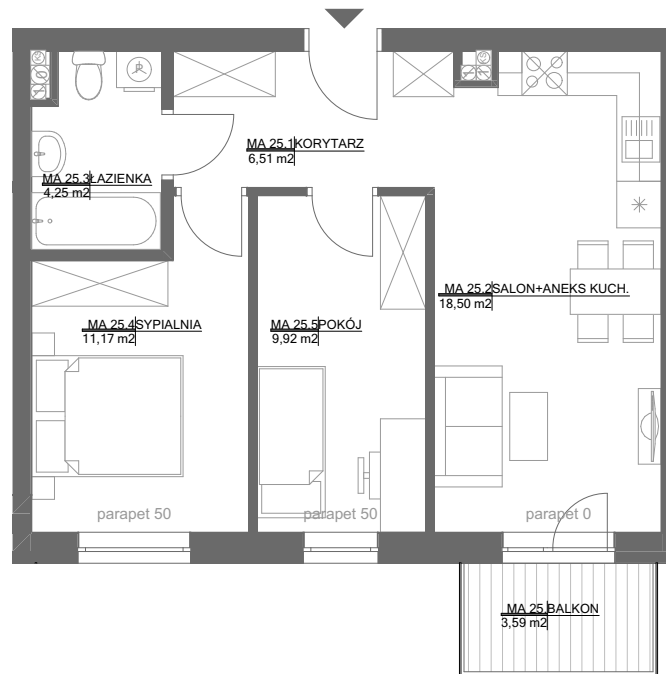 MA 25.1 KORYTARZ
6,51 m2
MA 25.3 ŁAZIENKA
4,25 m2
MA 25.2 SALON+ANEKS KUCH.
18,50 m2
MA 25.4 SYPIALNIA
11,17 m2
MA 25.5 POKÓJ
9,92 m2
parapet 50
parapet 50
parapet 0
MA 25. BALKON
3,59 m2